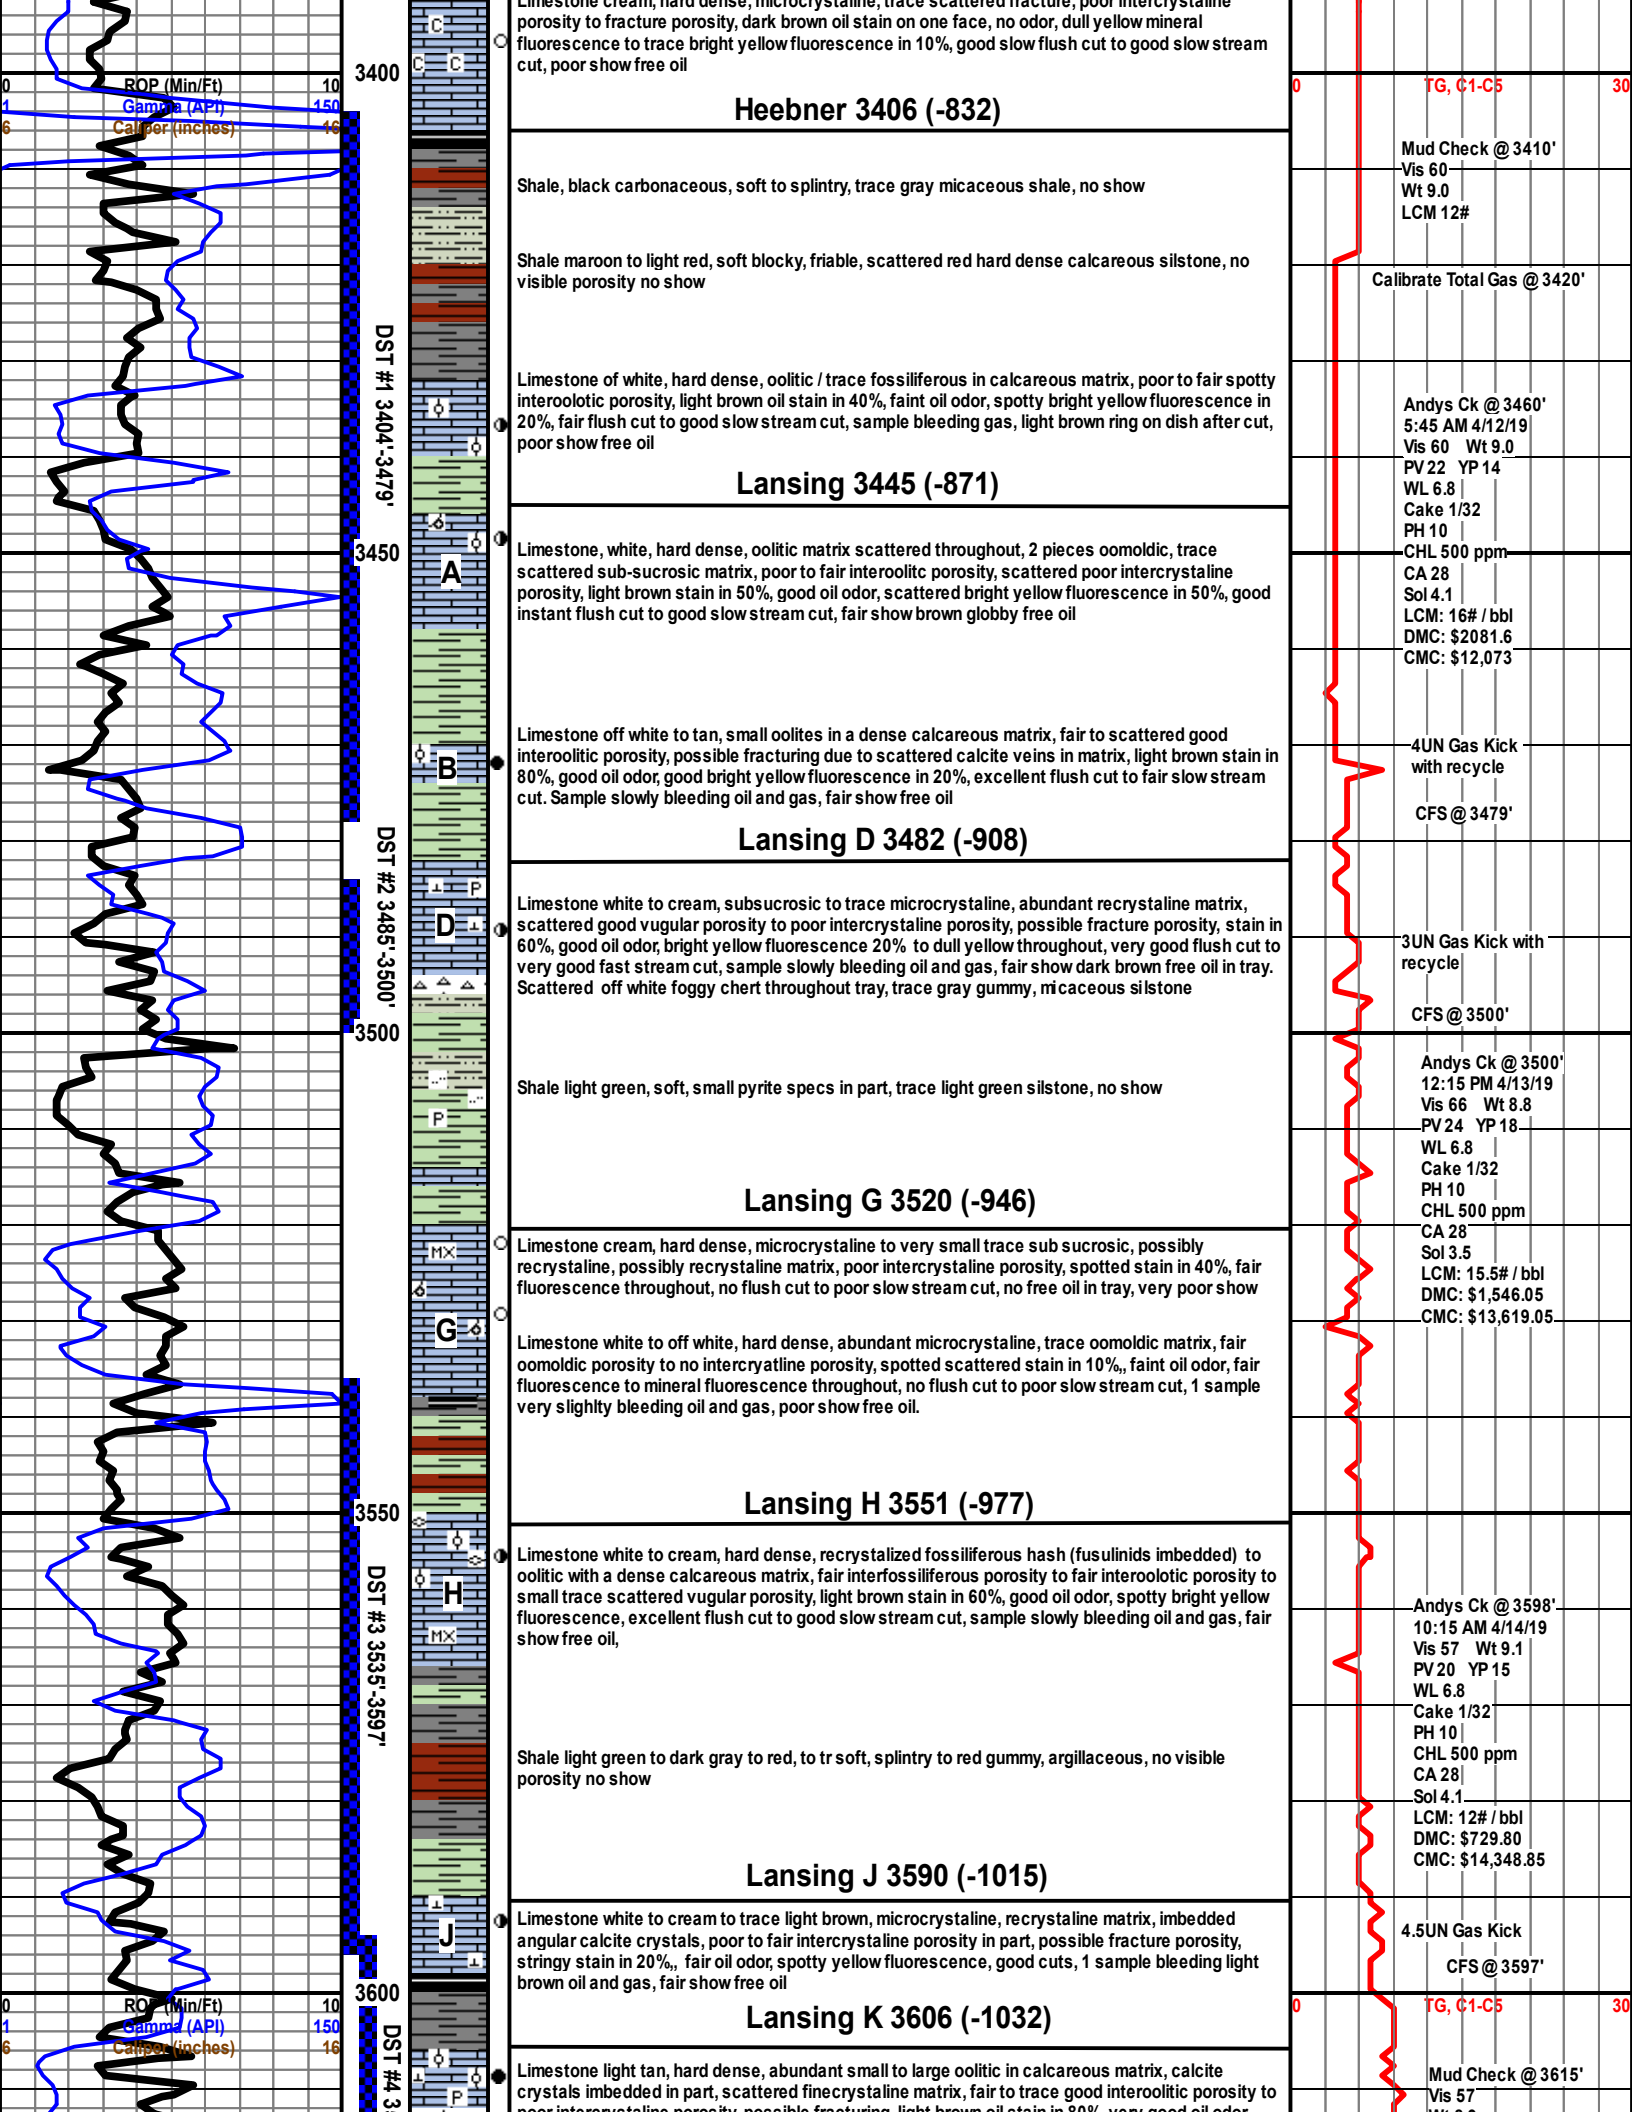 Limestone cream, hard dense, microcrystaline, trace scattered fracture, poor intercrystaline
porosity to fracture porosity, dark brown oil stain on one face, no odor, dull yellow mineral
fluorescence to trace bright yellow fluorescence in 10%, good slow flush cut to good slow stream
cut, poor show free oil
C
C C
3400
0 ROP (Min/Ft) 10
1 Gamma (API) 150
6 Caliper (inches) 16
0 TG, C1-C5 30
Heebner 3406 (-832)
Mud Check @ 3410'
Vis 60
Wt 9.0
LCM 12#
Shale, black carbonaceous, soft to splintry, trace gray micaceous shale, no show
Shale maroon to light red, soft blocky, friable, scattered red hard dense calcareous silstone, no
visible porosity no show
Calibrate Total Gas @ 3420'
DST #1 3404'-3479'
Limestone of white, hard dense, oolitic / trace fossiliferous in calcareous matrix, poor to fair spotty
interoolotic porosity, light brown oil stain in 40%, faint oil odor, spotty bright yellow fluorescence in
20%, fair flush cut to good slow stream cut, sample bleeding gas, light brown ring on dish after cut,
poor show free oil
Andys Ck @ 3460'
5:45 AM 4/12/19
Vis 60 Wt 9.0
PV 22 YP 14
WL 6.8
Cake 1/32
PH 10
CHL 500 ppm
CA 28
Sol 4.1
LCM: 16# / bbl
DMC: $2081.6
CMC: $12,073
Lansing 3445 (-871)
3450
A
Limestone, white, hard dense, oolitic matrix scattered throughout, 2 pieces oomoldic, trace
scattered sub-sucrosic matrix, poor to fair interoolitc porosity, scattered poor intercrystaline
porosity, light brown stain in 50%, good oil odor, scattered bright yellow fluorescence in 50%, good
instant flush cut to good slow stream cut, fair show brown globby free oil
B
Limestone off white to tan, small oolites in a dense calcareous matrix, fair to scattered good
interoolitic porosity, possible fracturing due to scattered calcite veins in matrix, light brown stain in
80%, good oil odor, good bright yellow fluorescence in 20%, excellent flush cut to fair slow stream
cut. Sample slowly bleeding oil and gas, fair show free oil
4UN Gas Kick
with recycle
CFS @ 3479'
Lansing D 3482 (-908)
DST #2 3485'-3500'
P
D
Limestone white to cream, subsucrosic to trace microcrystaline, abundant recrystaline matrix,
scattered good vugular porosity to poor intercrystaline porosity, possible fracture porosity, stain in
60%, good oil odor, bright yellow fluorescence 20% to dull yellow throughout, very good flush cut to
very good fast stream cut, sample slowly bleeding oil and gas, fair show dark brown free oil in tray.
Scattered off white foggy chert throughout tray, trace gray gummy, micaceous silstone
3UN Gas Kick with
recycle
CFS @ 3500'
3500
Andys Ck @ 3500'
12:15 PM 4/13/19
Vis 66 Wt 8.8
PV 24 YP 18
WL 6.8
Cake 1/32
PH 10
CHL 500 ppm
CA 28
Sol 3.5
LCM: 15.5# / bbl
DMC: $1,546.05
CMC: $13,619.05
P
Shale light green, soft, small pyrite specs in part, trace light green silstone, no show
Lansing G 3520 (-946)
MX
G
Limestone cream, hard dense, microcrystaline to very small trace sub sucrosic, possibly
recrystaline, possibly recrystaline matrix, poor intercrystaline porosity, spotted stain in 40%, fair
fluorescence throughout, no flush cut to poor slow stream cut, no free oil in tray, very poor show
Limestone white to off white, hard dense, abundant microcrystaline, trace oomoldic matrix, fair
oomoldic porosity to no intercryatline porosity, spotted scattered stain in 10%,, faint oil odor, fair
fluorescence to mineral fluorescence throughout, no flush cut to poor slow stream cut, 1 sample
very slighlty bleeding oil and gas, poor show free oil.
Lansing H 3551 (-977)
3550
H
MX
DST #3 3535'-3597'
Limestone white to cream, hard dense, recrystalized fossiliferous hash (fusulinids imbedded) to
oolitic with a dense calcareous matrix, fair interfossiliferous porosity to fair interoolotic porosity to
small trace scattered vugular porosity, light brown stain in 60%, good oil odor, spotty bright yellow
fluorescence, excellent flush cut to good slow stream cut, sample slowly bleeding oil and gas, fair
show free oil,
Andys Ck @ 3598'
10:15 AM 4/14/19
Vis 57 Wt 9.1
PV 20 YP 15
WL 6.8
Cake 1/32
PH 10
CHL 500 ppm
CA 28
Sol 4.1
LCM: 12# / bbl
DMC: $729.80
CMC: $14,348.85
Shale light green to dark gray to red, to tr soft, splintry to red gummy, argillaceous, no visible
porosity no show
Lansing J 3590 (-1015)
J
Limestone white to cream to trace light brown, microcrystaline, recrystaline matrix, imbedded
angular calcite crystals, poor to fair intercrystaline porosity in part, possible fracture porosity,
stringy stain in 20%,, fair oil odor, spotty yellow fluorescence, good cuts, 1 sample bleeding light
brown oil and gas, fair show free oil
4.5UN Gas Kick
CFS @ 3597'
3600
0 ROP (Min/Ft) 10
1 Gamma (API) 150
6 Caliper (inches) 16
0 TG, C1-C5 30
Lansing K 3606 (-1032)
DST #4
P
Limestone light tan, hard dense, abundant small to large oolitic in calcareous matrix, calcite
crystals imbedded in part, scattered finecrystaline matrix, fair to trace good interoolitic porosity to
poor intercrystaline porosity, possible fracturing, light brown oil stain in 80%, very good oil odor
Mud Check @ 3615'
Vis 57